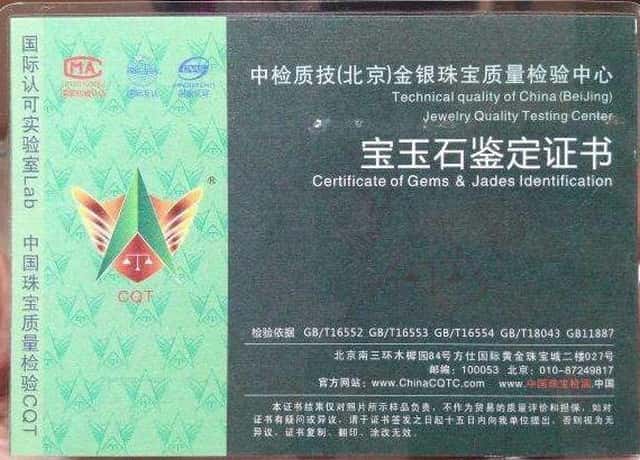 国际认可实验室Lab 中国珠宝质量检验CQT
MA
®
CQT
中检质技(北京)金银珠宝质量检验中心
Technical quality of China (BeiJing)
Jewelry Quality Testing Center
宝玉石鉴定证书
Certificate of Gems & Jades Identification
检验依据 GB/T16552 GB/T16553 GB/T16554 GB/T18043 GB11887
北京南三环木樨园84号方仕国际黄金珠宝城二楼027号
邮编：100053 北京：010-87249817
官方网站：www.ChinaCQTC.com www.中国珠宝检测.中国
本证书结果仅对照片所示样品负责，不作为贸易的质量评价和担保，如对
证书有疑问或异议，请于证书签发之日起十五日内向我单位提出，否则视为无
异议，证书复制、翻印、涂改无效。